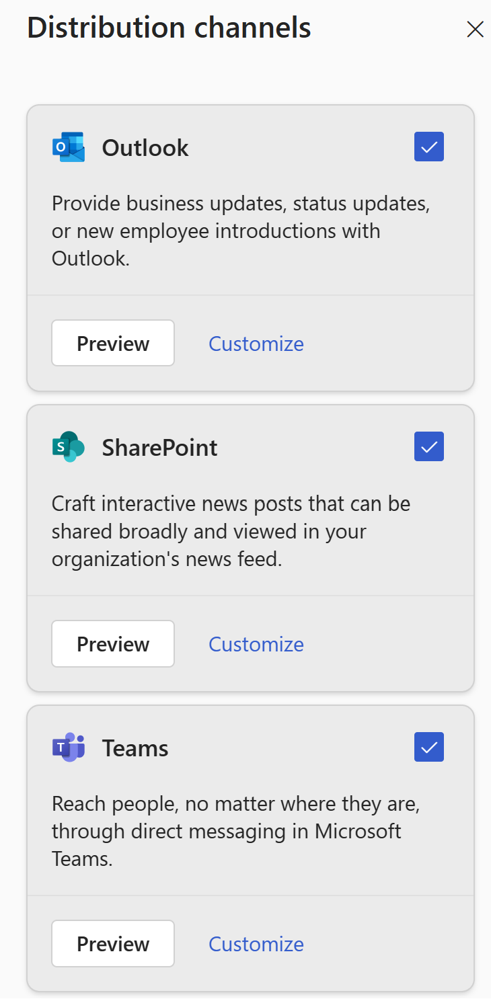 Distribution channels
O
Outlook
Provide business updates, status updates,
or new employee introductions with
Outlook.
Preview
Customize
S
SharePoint
Craft interactive news posts that can be
shared broadly and viewed in your
organization's news feed.
Preview
Customize
T
Teams
Reach people, no matter where they are,
through direct messaging in Microsoft
Teams.
Preview
Customize